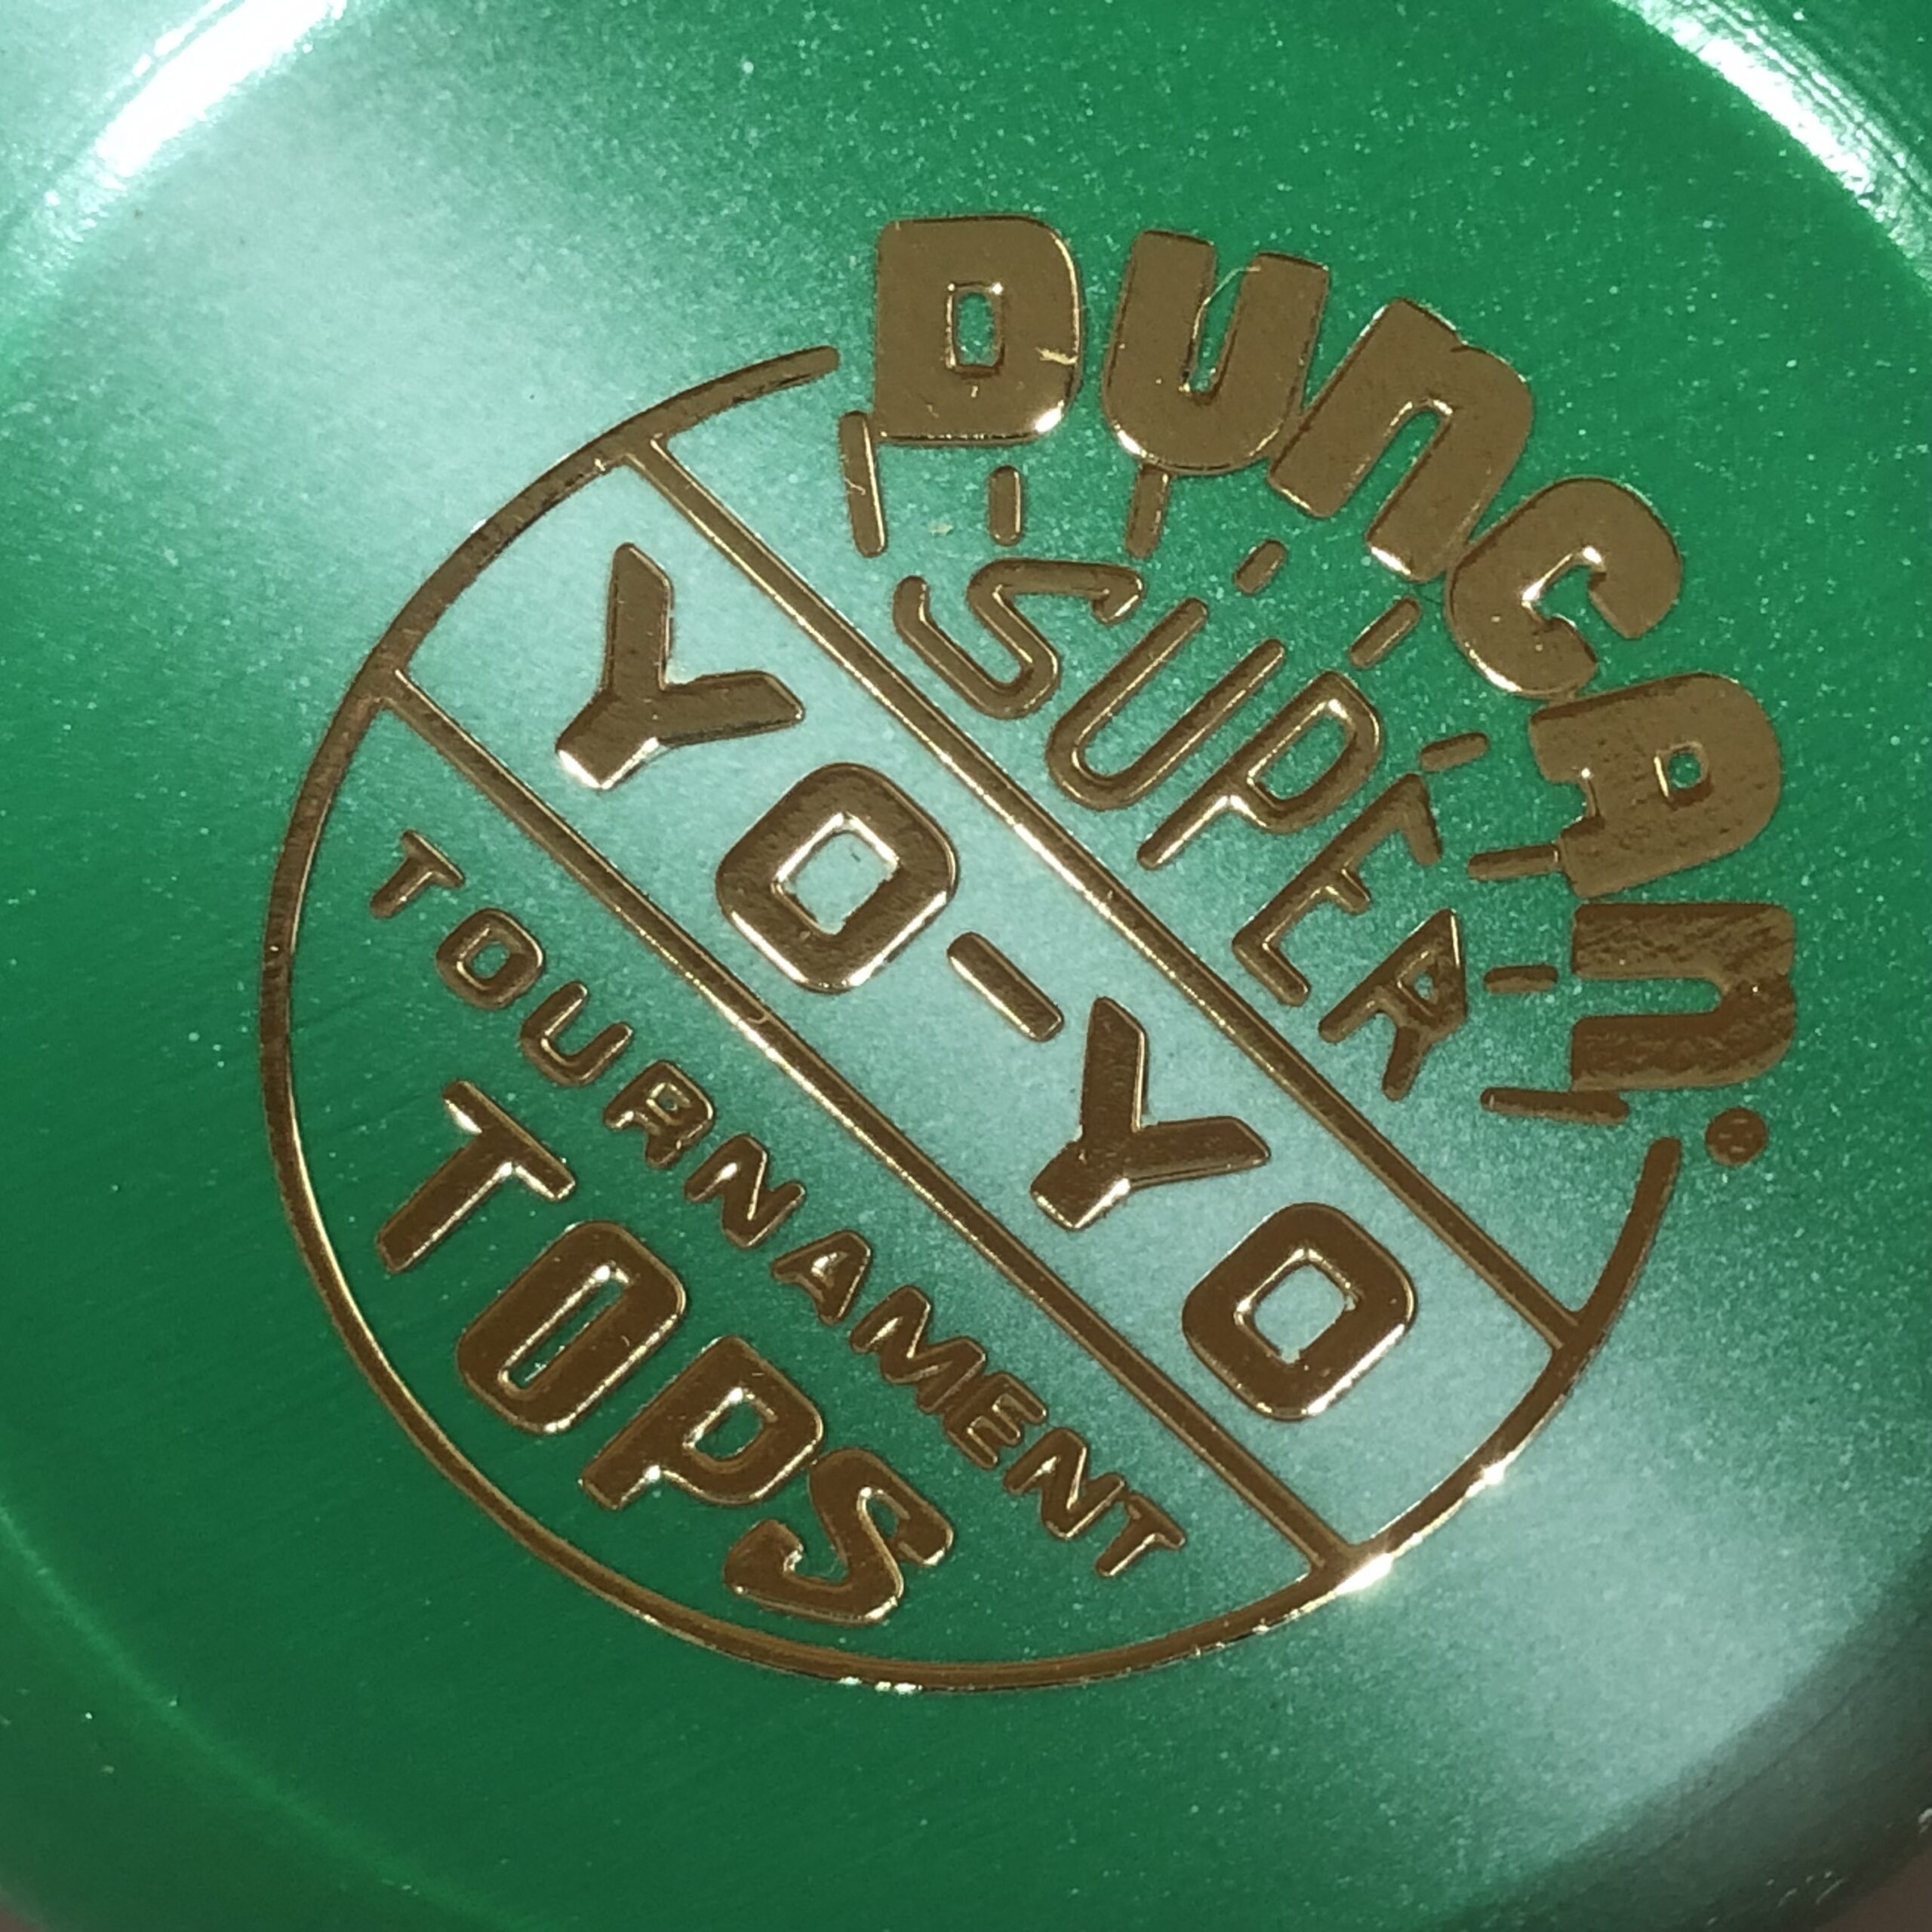 Duncan.
SUPER
YO-YO
TOURNAMENT
TOPS